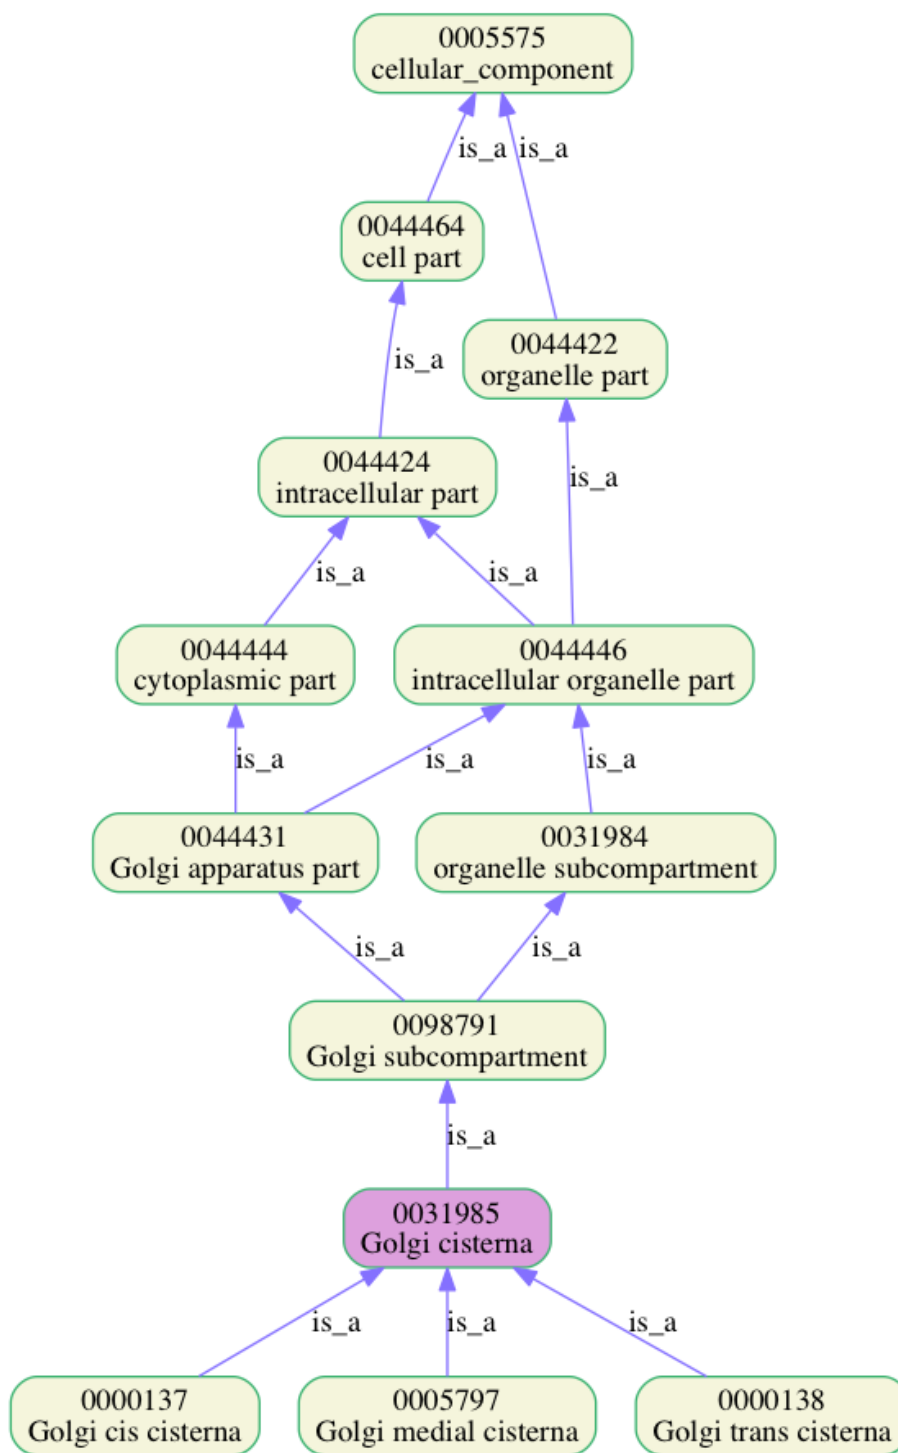 0005575
cellular_component
is_a
is_a
0044464
cell part
0044422
organelle part
is_a
0044424
intracellular part
is_a
is_a
is_a
0044444
cytoplasmic part
0044446
intracellular organelle part
is_a
is_a
is_a
0044431
Golgi apparatus part
0031984
organelle subcompartment
is_a
is_a
0098791
Golgi subcompartment
is_a
0031985
Golgi cisterna
is_a
is_a
is_a
0000137
Golgi cis cisterna
0005797
Golgi medial cisterna
0000138
Golgi trans cisterna